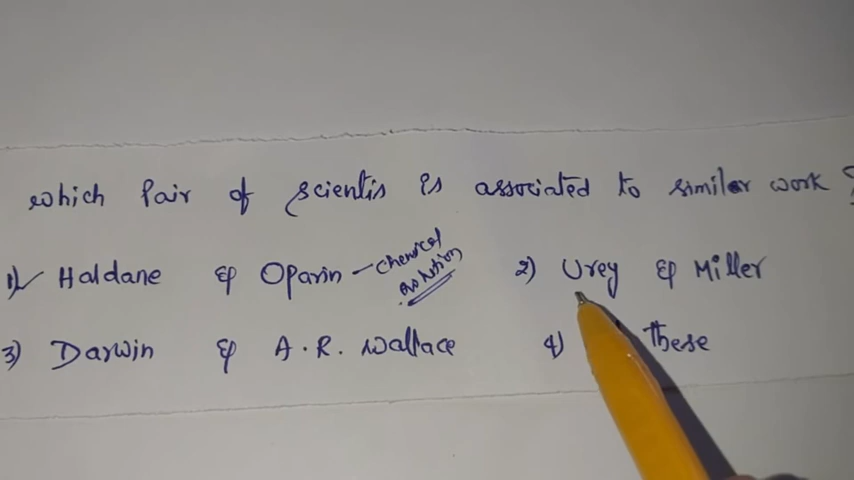 which Pair of scientis is associated to similar work ?
1) Haldane & Oparin - chemical evolution
2) Urey & Miller
3) Darwin & A.R. Wallace
4) these